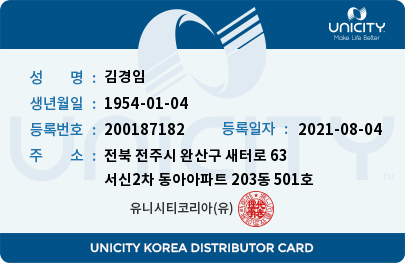 UNICITY
Make Life Better
성 명 : 김경임
생년월일 : 1954-01-04
등록번호 : 200187182 등록일자 : 2021-08-04
주 소 : 전북 전주시 완산구 새터로 63
서신2차 동아아파트 203동 501호
유니시티코리아(유)
UNICITY
UNICITY KOREA DISTRIBUTOR CARD